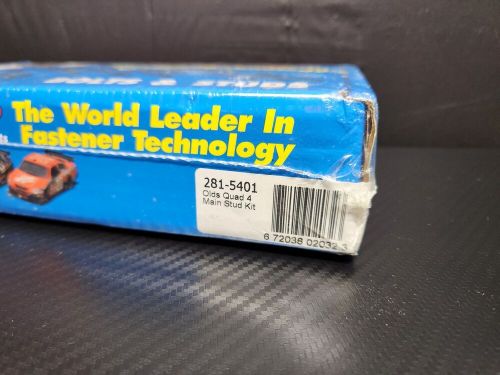 The World Leader In
Fastener Technology
281-5401
Olds Quad 4
Main Stud Kit
6 72036 02032 3